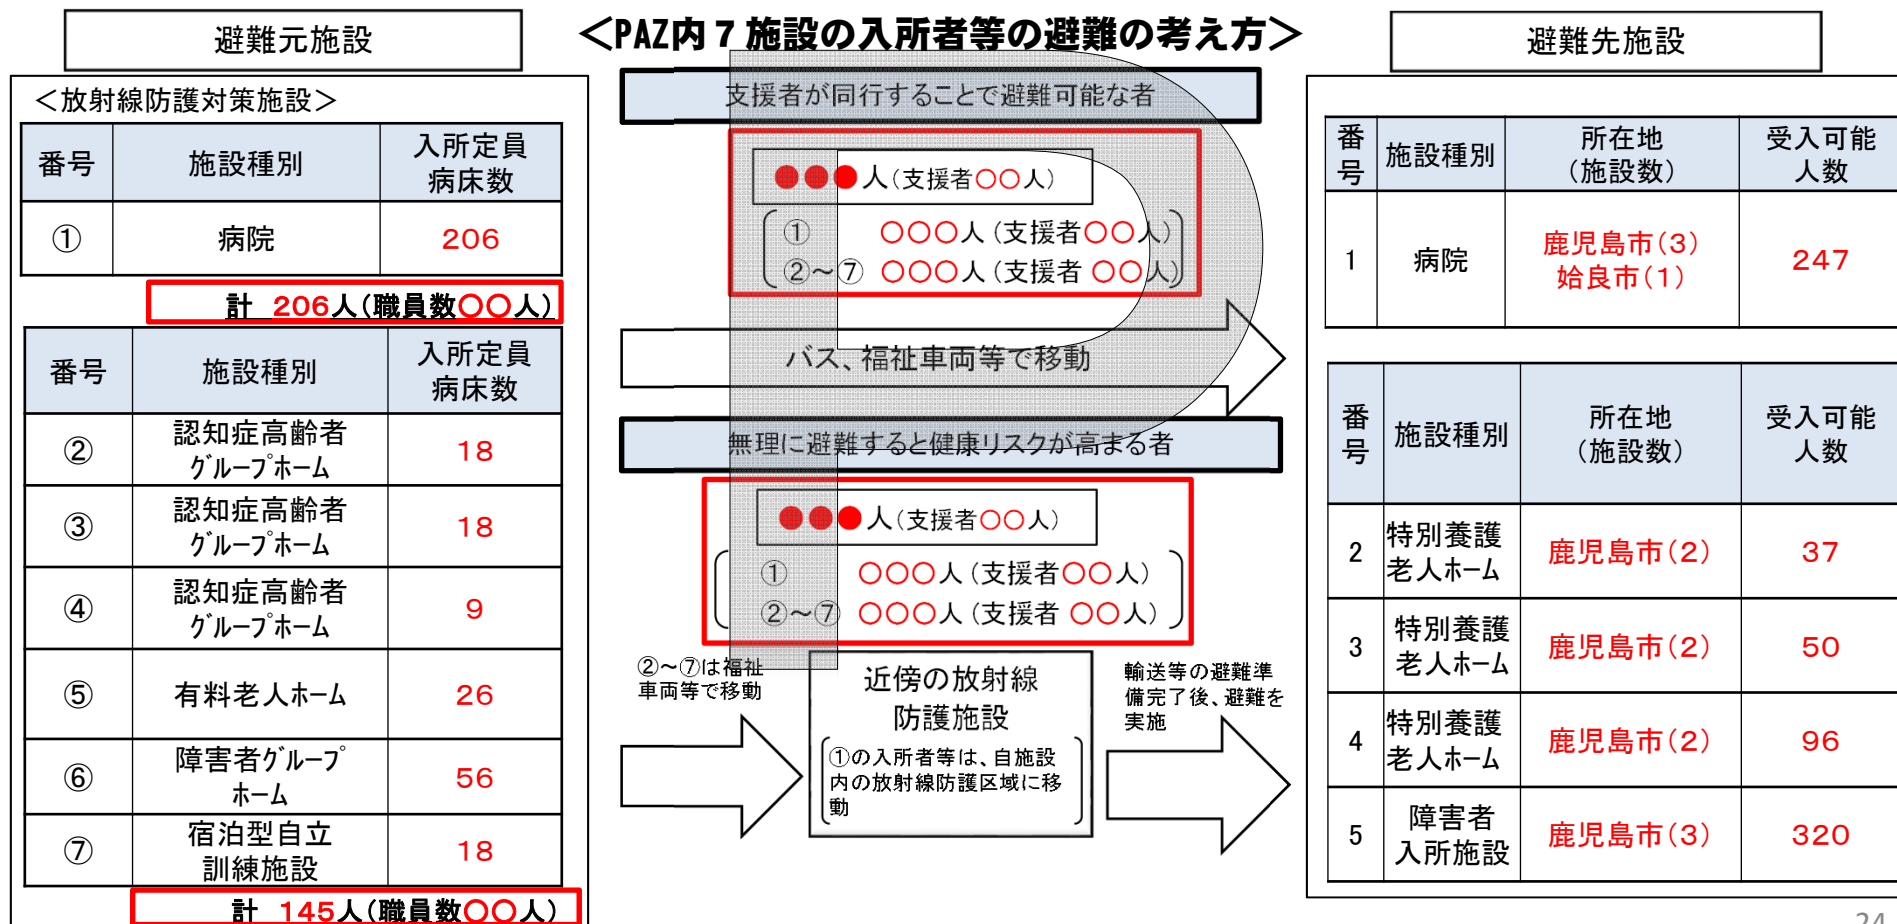 避難元施設
<PAZ内7施設の入所者等の避難の考え方>
避難先施設
<放射線防護対策施設>
番号 施設種別 入所定員
病床数
① 病院 206
計 206人(職員数〇〇人)
番号 施設種別 入所定員
病床数
② 認知症高齢者
グループホーム 18
③ 認知症高齢者
グループホーム 18
④ 認知症高齢者
グループホーム 9
⑤ 有料老人ホーム 26
⑥ 障害者グループ
ホーム 56
⑦ 宿泊型自立
訓練施設 18
計 145人(職員数〇〇人)
支援者が同行することで避難可能な者
●●●人(支援者〇〇人)
① 〇〇〇人(支援者〇〇人)
②~⑦ 〇〇〇人(支援者 〇〇人)
バス、福祉車両等で移動
無理に避難すると健康リスクが高まる者
●●●人(支援者〇〇人)
① 〇〇〇人(支援者〇〇人)
②~⑦ 〇〇〇人(支援者 〇〇人)
②~⑦は福祉
車両等で移動
近傍の放射線
防護施設
①の入所者等は、自施設
内の放射線防護区域に移
動
輸送等の避難準
備完了後、避難を
実施
番
号 施設種別 所在地
(施設数) 受入可能
人数
1 病院 鹿児島市(3)
姶良市(1) 247
番
号 施設種別 所在地
(施設数) 受入可能
人数
2 特別養護
老人ホーム 鹿児島市(2) 37
3 特別養護
老人ホーム 鹿児島市(2) 50
4 特別養護
老人ホーム 鹿児島市(2) 96
5 障害者
入所施設 鹿児島市(3) 320
24